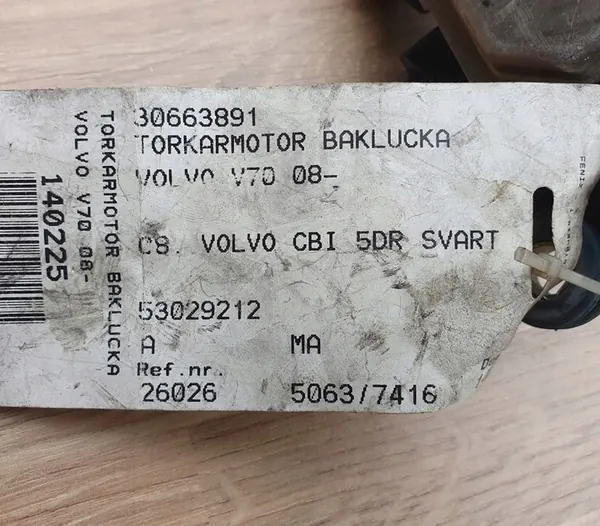 30663891
TORKARMOTOR BAKLUCKA
VOLVO V70 08-
C8. VOLVO CBI 5DR SVART
53029212
A MA
Ref.nr.
26026 5063/7416
TORKARMOTOR BAKLUCKA
VOLVO V70 08-
140225
FENIX